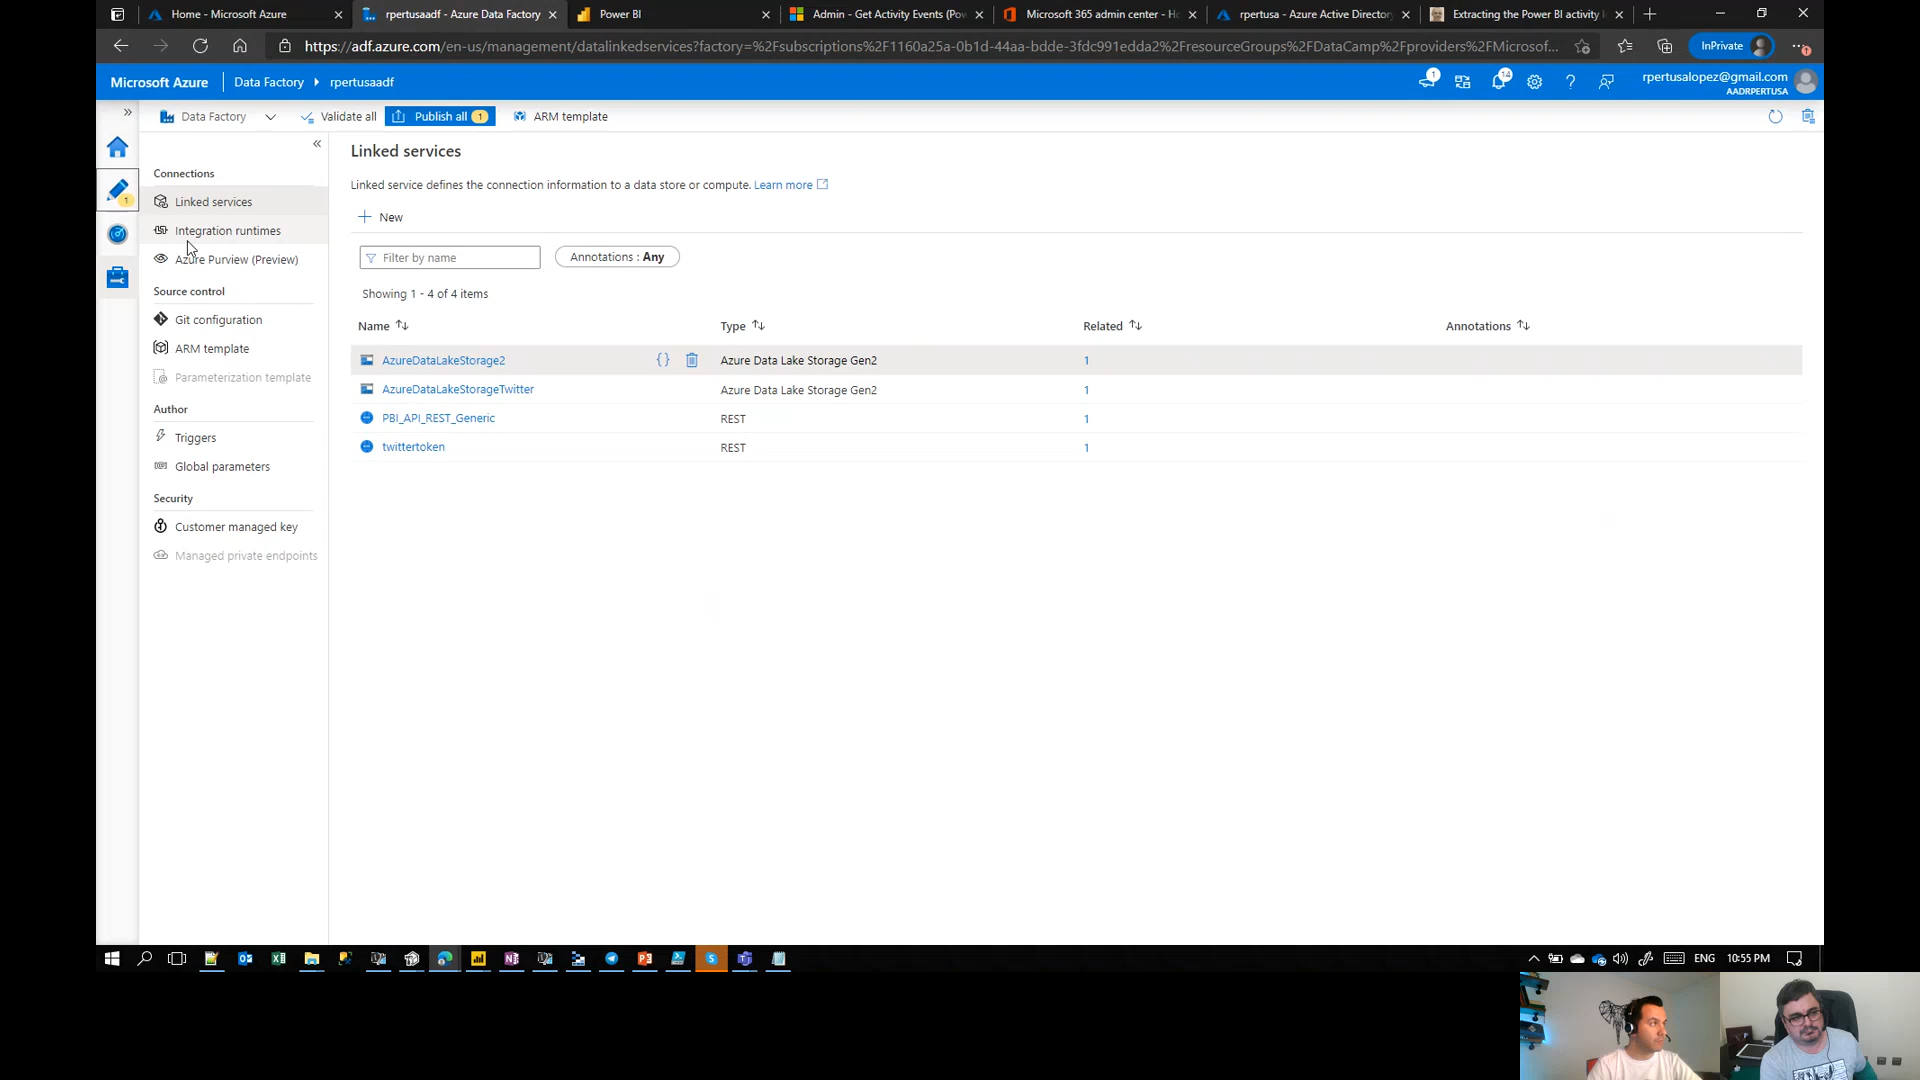 Home - Microsoft Azure
rpertusaadf - Azure Data Factory
Power BI
Admin - Get Activity Events (Pow
Microsoft 365 admin center - Ho
rpertusa - Azure Active Directory
Extracting the Power BI activity l
https://adf.azure.com/en-us/management/datalinkedservices?factory=%2Fsubscriptions%2F1160a25a-0b1d-44aa-bdde-3fdc991edda2%2FresourceGroups%2FDataCamp%2Fproviders%2FMicrosof...
InPrivate
Microsoft Azure
Data Factory
rpertusaadf
1
14
rpertusalopez@gmail.com
AADRPERTUSA
Data Factory
Validate all
Publish all 1
ARM template
1
Connections
Linked services
Integration runtimes
Azure Purview (Preview)
Source control
Git configuration
ARM template
Parameterization template
Author
Triggers
Global parameters
Security
Customer managed key
Managed private endpoints
Linked services
Linked service defines the connection information to a data store or compute. Learn more
New
Filter by name
Annotations : Any
Showing 1 - 4 of 4 items
Name Type Related Annotations
AzureDataLakeStorage2 {} Azure Data Lake Storage Gen2 1
AzureDataLakeStorageTwitter Azure Data Lake Storage Gen2 1
PBI_API_REST_Generic REST 1
twittertoken REST 1
ENG 10:55 PM